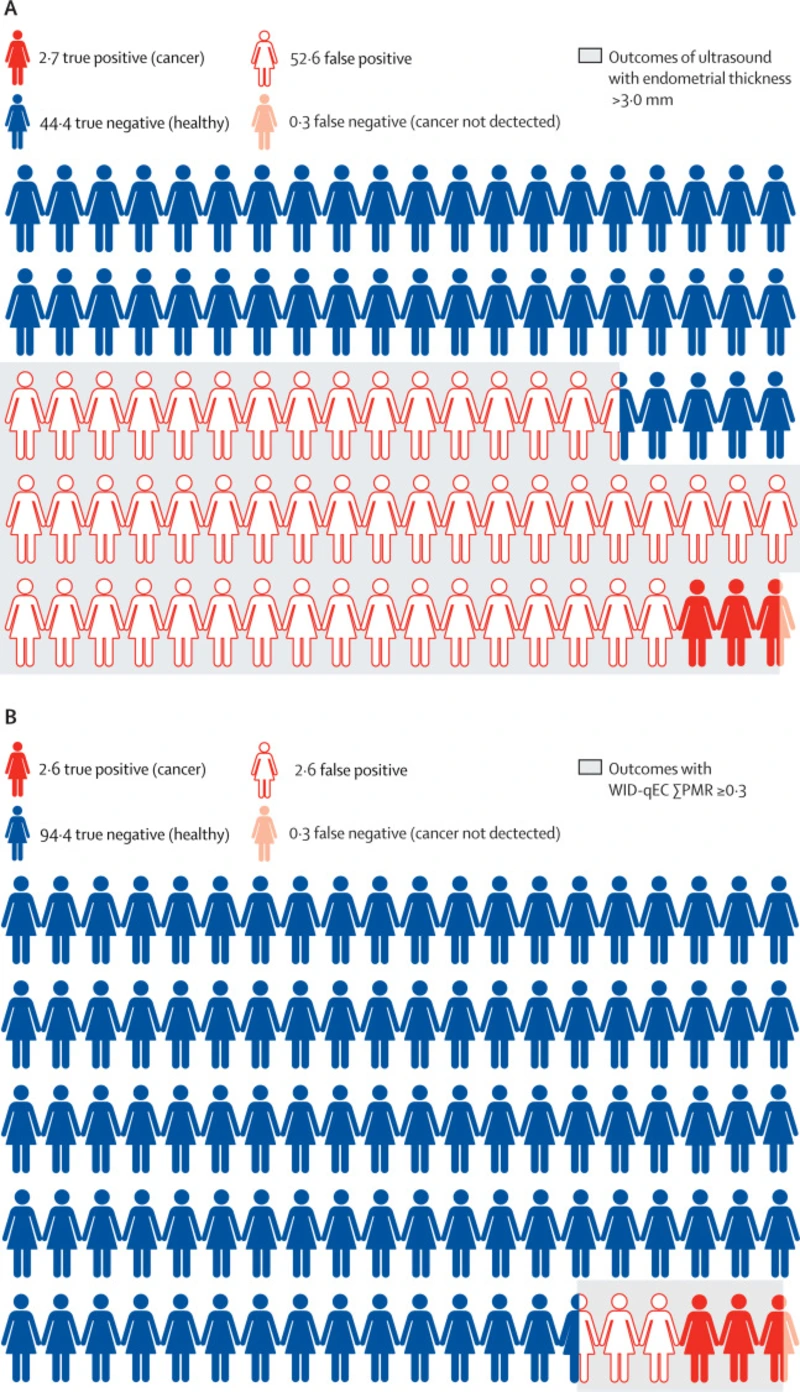 A
2·7 true positive (cancer)
52·6 false positive
Outcomes of ultrasound
with endometrial thickness
>3·0 mm
44·4 true negative (healthy)
0·3 false negative (cancer not dectected)
B
2·6 true positive (cancer)
2·6 false positive
Outcomes with
WID-qEC ∑PMR ≥0·3
94·4 true negative (healthy)
0·3 false negative (cancer not dectected)